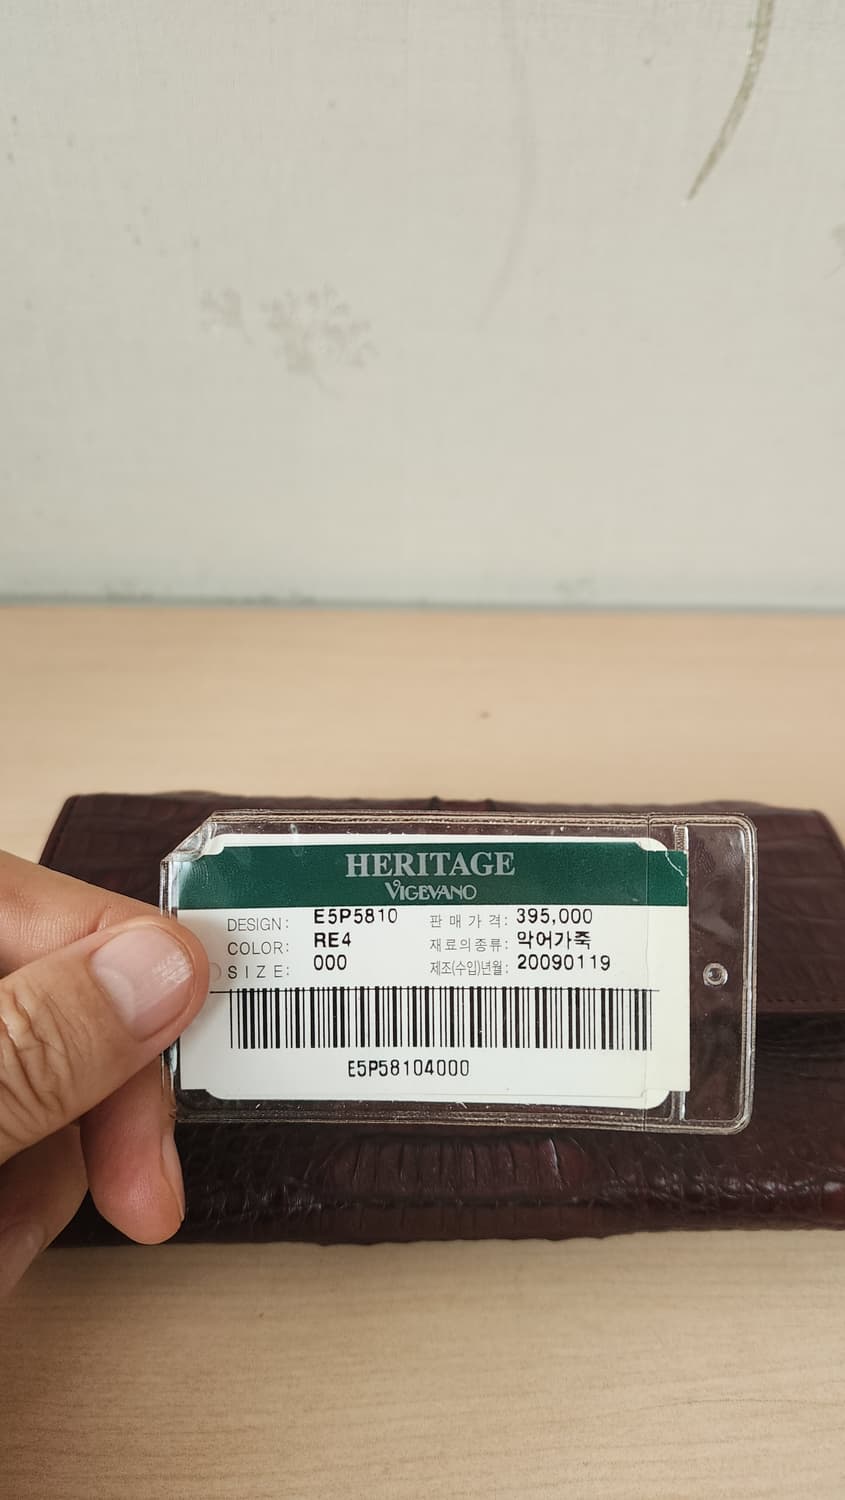 HERITAGE
VIGEVANO
DESIGN: E5P5810 판 매 가 격: 395,000
COLOR: RE4 재료의종류: 악어가죽
SIZE: 000 제조(수입)년월: 20090119
E5P58104000